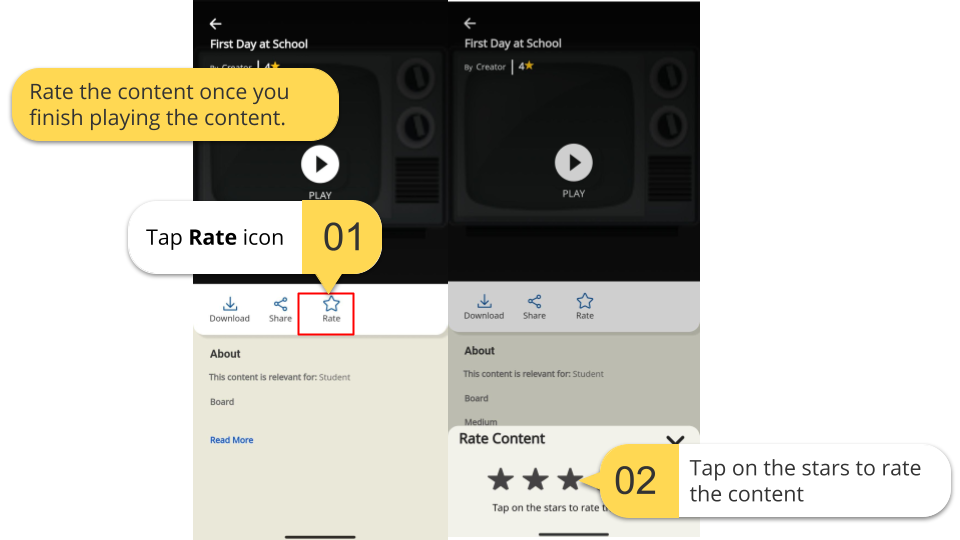 First Day at School
By Creator | 4
Rate the content once you
finish playing the content.
PLAY
Tap Rate icon
01
Download
Share
Rate
About
This content is relevant for: Student
Board
Read More
First Day at School
By Creator | 4
PLAY
Download
Share
Rate
About
This content is relevant for: Student
Board
Medium
Rate Content
Tap on the stars to rate
02
Tap on the stars to rate
the content